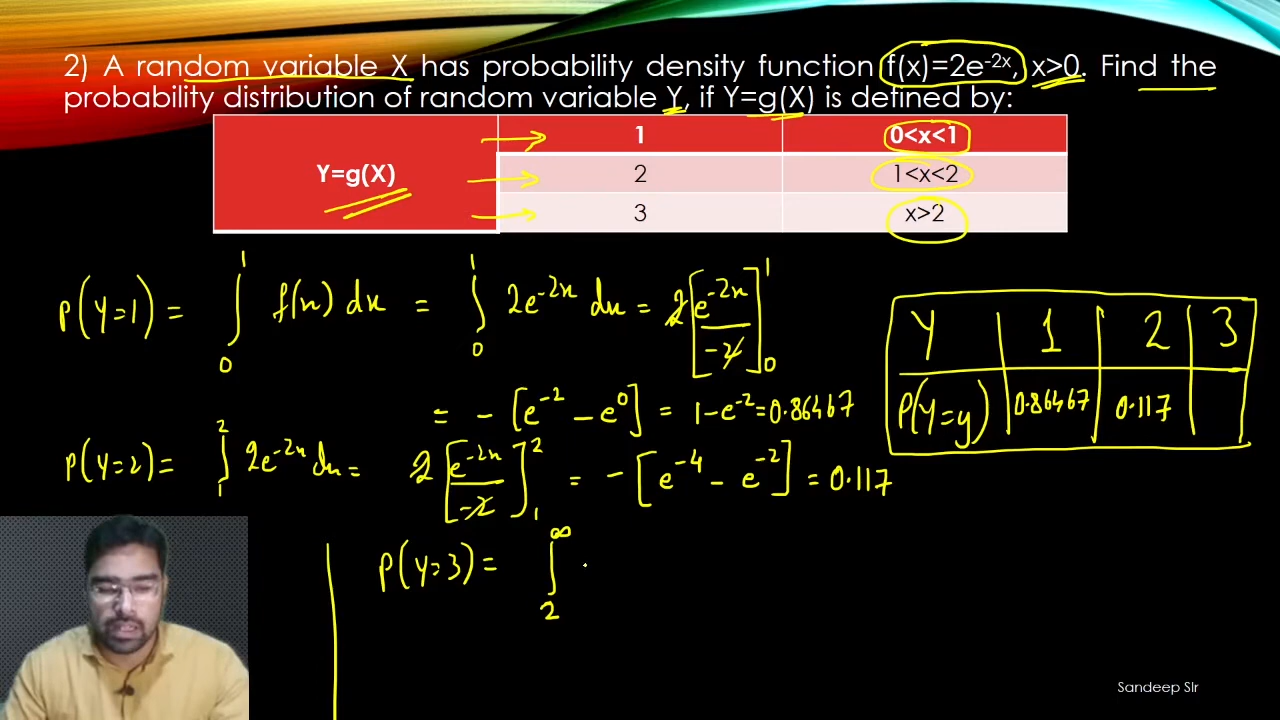 2) A random variable X has probability density function f(x)=2e⁻²ˣ, x>0. Find the
probability distribution of random variable Y, if Y=g(X) is defined by:
Y=g(X) 1 0<x<1
2 1<x<2
3 x>2
P(Y=1) = ∫₀¹ f(x) dx = ∫₀¹ 2e⁻²ˣ dx = 2[e⁻²ˣ/-2]₀¹
= -[e⁻² - e⁰] = 1-e⁻² = 0.86467
P(Y=2) = ∫₁² 2e⁻²ˣ dx = 2[e⁻²ˣ/-2]₁² = -[e⁻⁴ - e⁻²] = 0.117
P(Y=3) = ∫₂^∞
Y 1 2 3
P(Y=y) 0.86467 0.117
Sandeep SIr